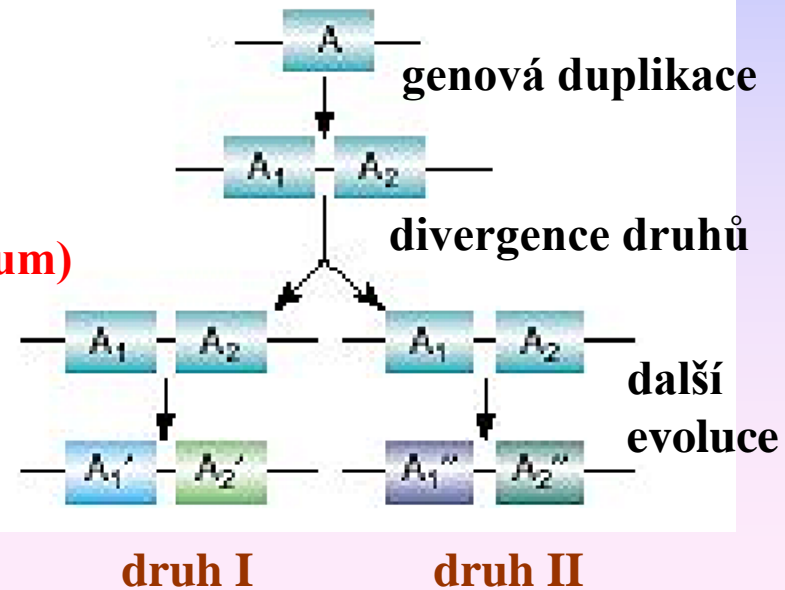 A
genová duplikace
A₁ A₂
divergence druhů
um)
A₁ A₂ A₁ A₂
další
evoluce
A₁′ A₂′ A₁″ A₂″
druh I druh II